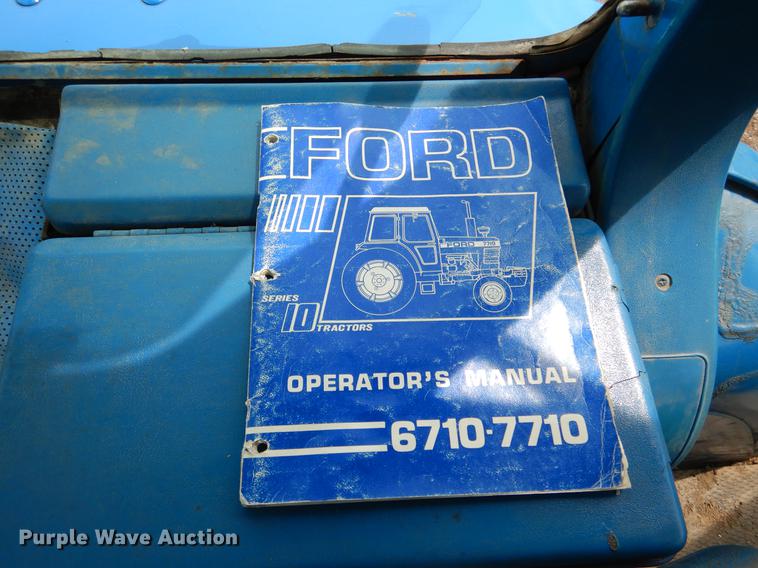 FORD
FORD 7710
SERIES
10
TRACTORS
OPERATOR'S MANUAL
6710-7710
Purple Wave Auction